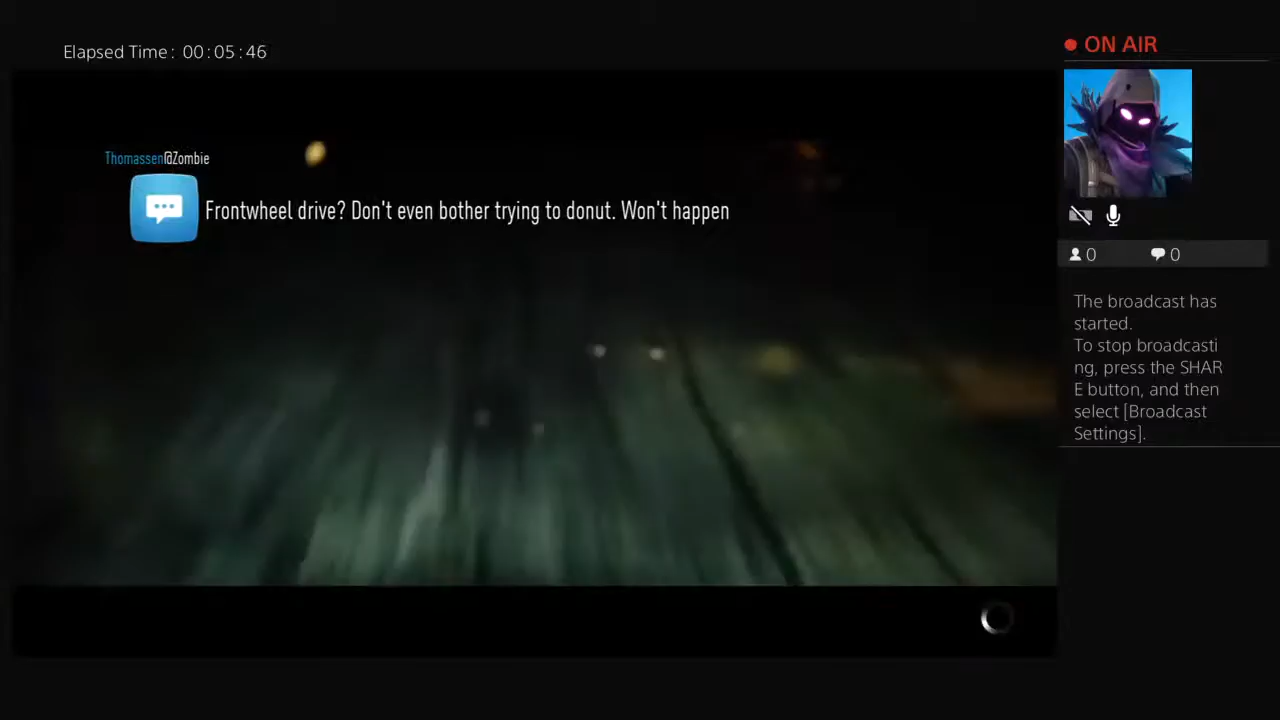 Elapsed Time: 00:05:46
ON AIR
Thomassen@Zombie
Frontwheel drive? Don't even bother trying to donut. Won't happen
0 0
The broadcast has
started.
To stop broadcasti
ng, press the SHAR
E button, and then
select [Broadcast
Settings].